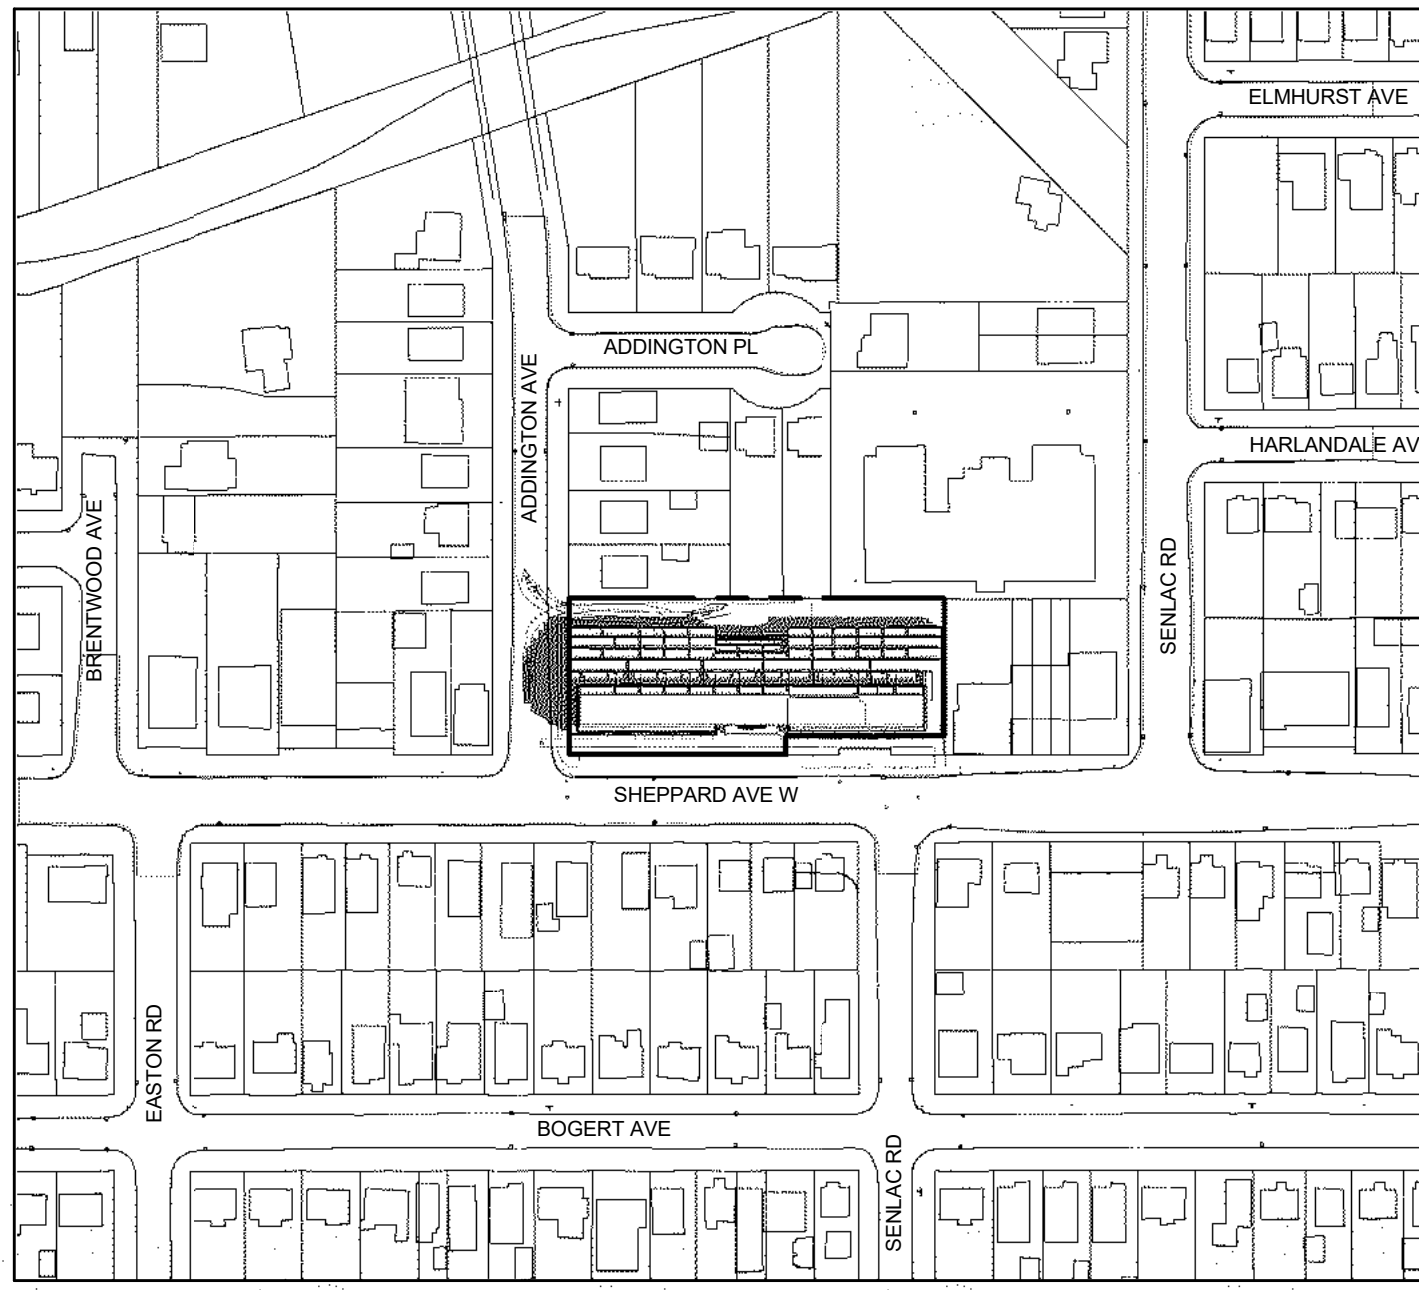 ELMHURST AVE
ADDINGTON PL
ADDINGTON AVE
HARLANDALE AV
BRENTWOOD AVE
SENLAC RD
SHEPPARD AVE W
EASTON RD
BOGERT AVE
SENLAC RD